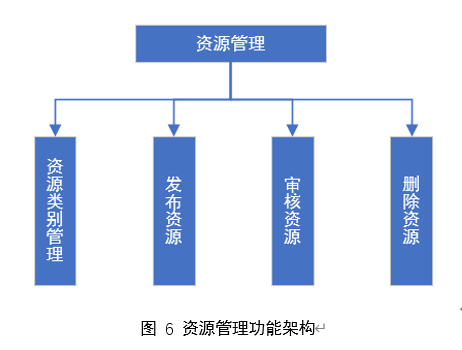 资源管理
资源类别管理
发布资源
审核资源
删除资源
图 6 资源管理功能架构